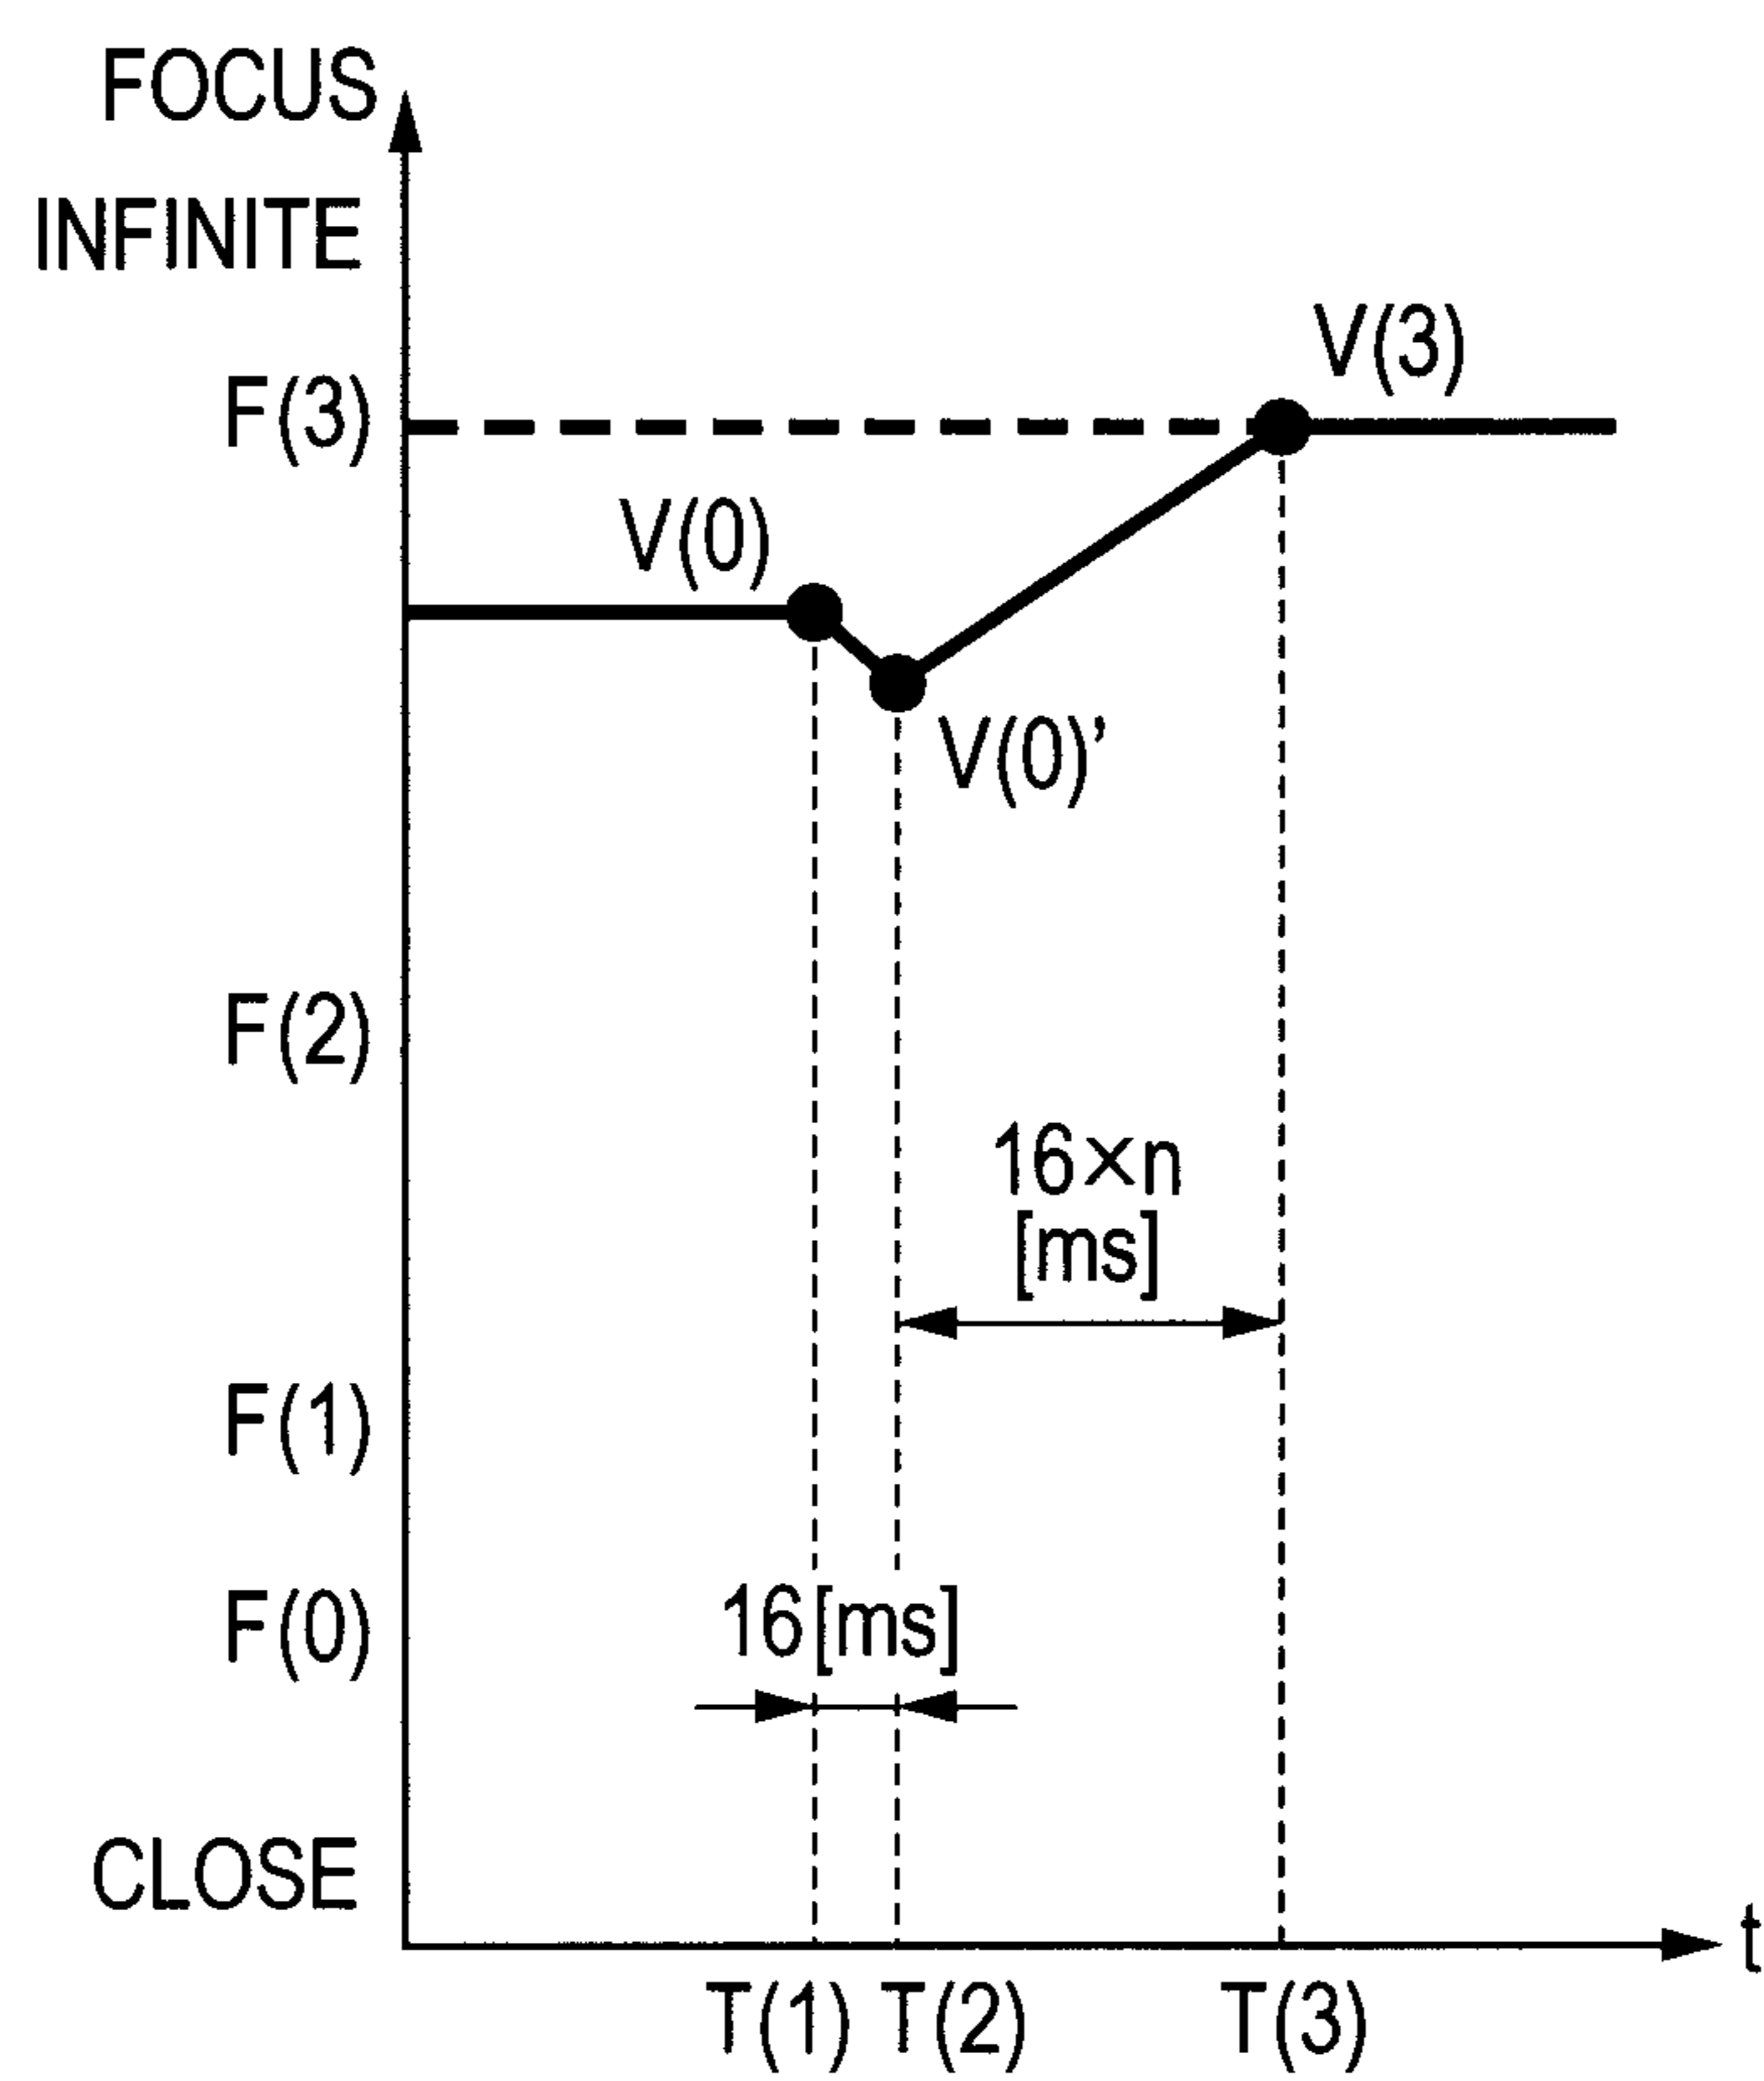 FOCUS
INFINITE
V(3)
F(3)
V(0)
V(0)’
F(2)
16×n
[ms]
F(1)
F(0)
16[ms]
CLOSE
t
T(1) T(2) T(3)